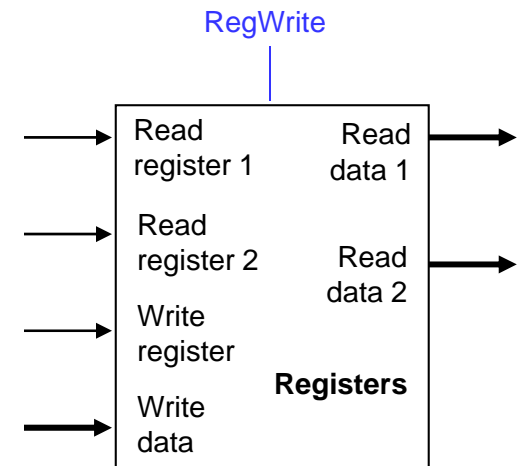 RegWrite
Read
register 1
Read
data 1
Read
register 2
Read
data 2
Write
register
Registers
Write
data